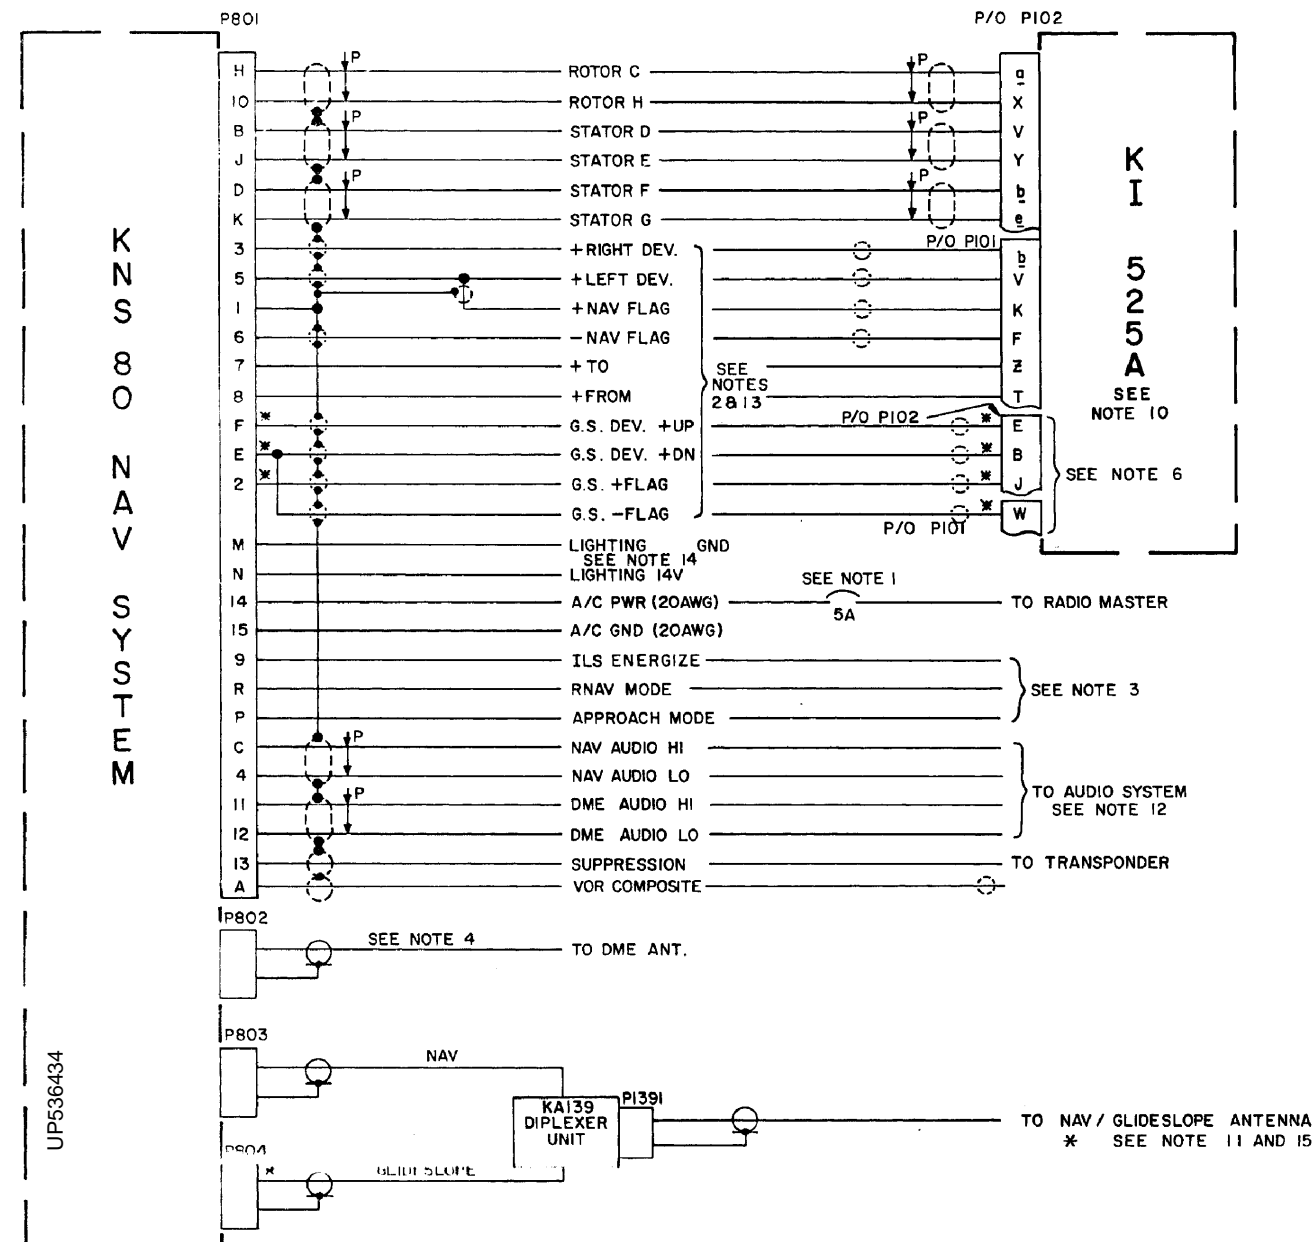 P801
P/O P102
H ROTOR C a
10 ROTOR H X
B STATOR D V
J STATOR E Y
D STATOR F b
K STATOR G e
P P
P P
P P
P/O P101
3 +RIGHT DEV. b
5 +LEFT DEV. V
1 +NAV FLAG K
6 -NAV FLAG F
7 +TO Z
8 +FROM T
SEE
NOTES
2&13
P/O P102
F * G.S. DEV. +UP * E
E * G.S. DEV. +DN * B
2 * G.S. +FLAG * J
G.S. -FLAG * W
P/O P101
SEE NOTE 6
M LIGHTING GND
SEE NOTE 14
N LIGHTING 14V
SEE NOTE 1
14 A/C PWR (20AWG) 5A TO RADIO MASTER
15 A/C GND (20AWG)
9 ILS ENERGIZE
R RNAV MODE
P APPROACH MODE
SEE NOTE 3
C P NAV AUDIO HI
4 NAV AUDIO LO
11 P DME AUDIO HI
12 DME AUDIO LO
TO AUDIO SYSTEM
SEE NOTE 12
13 SUPPRESSION TO TRANSPONDER
A VOR COMPOSITE
KNS 80 NAV SYSTEM
KI 525A
SEE
NOTE 10
P802
SEE NOTE 4
TO DME ANT.
P803
NAV
KA139
DIPLEXER
UNIT
P1391
TO NAV/GLIDESLOPE ANTENNA
* SEE NOTE 11 AND 15
P804
*
GLIDESLOPE
UP536434